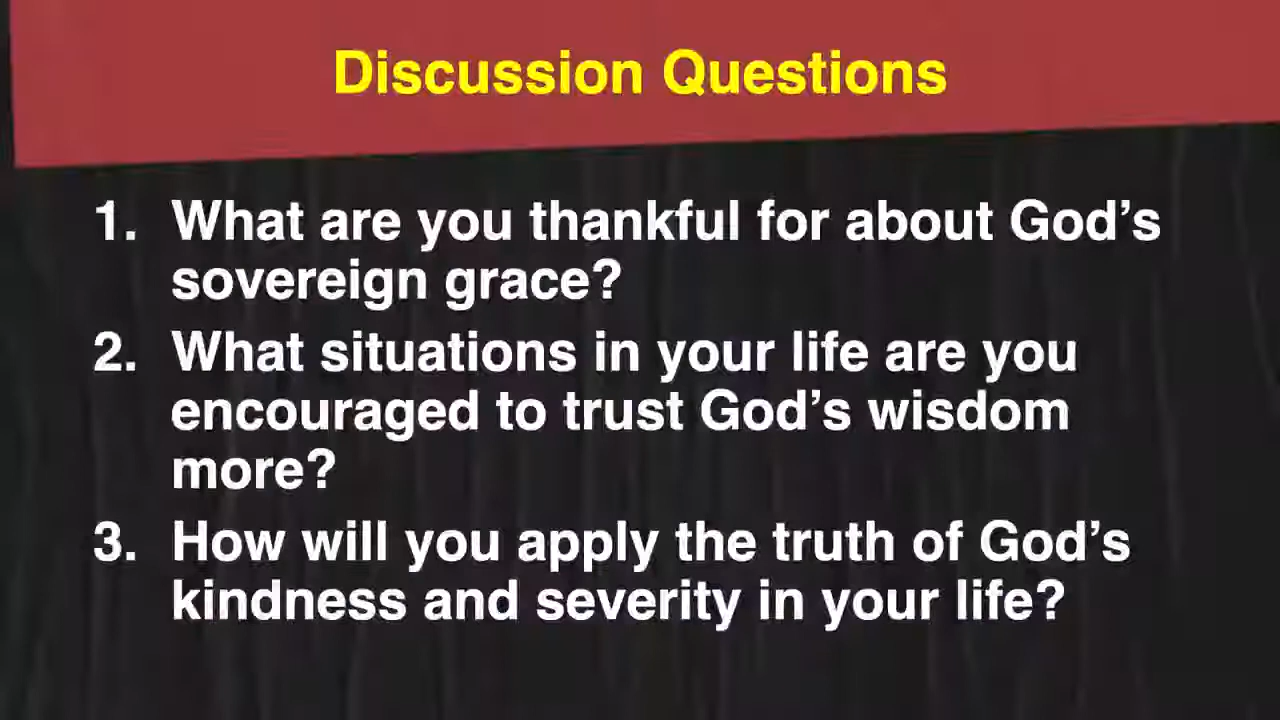 Discussion Questions
1. What are you thankful for about God’s
sovereign grace?
2. What situations in your life are you
encouraged to trust God’s wisdom
more?
3. How will you apply the truth of God’s
kindness and severity in your life?